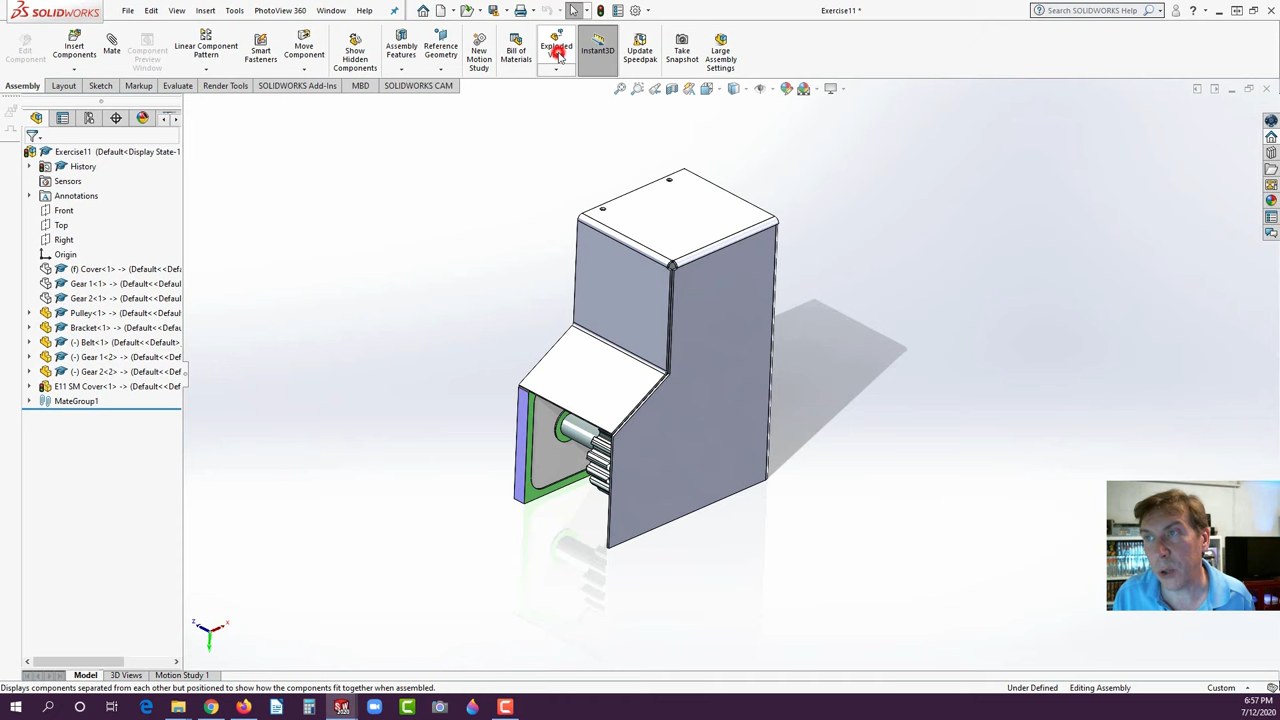 SOLIDWORKS File Edit View Insert Tools PhotoView 360 Window Help Exercise11 * Search SOLIDWORKS Help
Edit Component
Insert Components
Mate
Component Preview Window
Linear Component Pattern
Smart Fasteners
Move Component
Show Hidden Components
Assembly Features
Reference Geometry
New Motion Study
Bill of Materials
Exploded
Instant3D
Update Speedpak
Take Snapshot
Large Assembly Settings
Assembly Layout Sketch Markup Evaluate Render Tools SOLIDWORKS Add-Ins MBD SOLIDWORKS CAM
Exercise11 (Default<Display State-1
History
Sensors
Annotations
Front
Top
Right
Origin
(f) Cover<1> -> (Default<<Defa
Gear 1<1> -> (Default<<Default
Gear 2<1> -> (Default<<Default
Pulley<1> -> (Default<<Default
Bracket<1> -> (Default<<Defau
(-) Belt<1> -> (Default<<Defaul
(-) Gear 1<2> -> (Default<<Def
(-) Gear 2<2> -> (Default<<Def
E11 SM Cover<1> -> (Default<<
MateGroup1
z x
Model 3D Views Motion Study 1
Displays components separated from each other but positioned to show how the components fit together when assembled. Under Defined Editing Assembly Custom
SW 2020
6:57 PM
7/12/2020